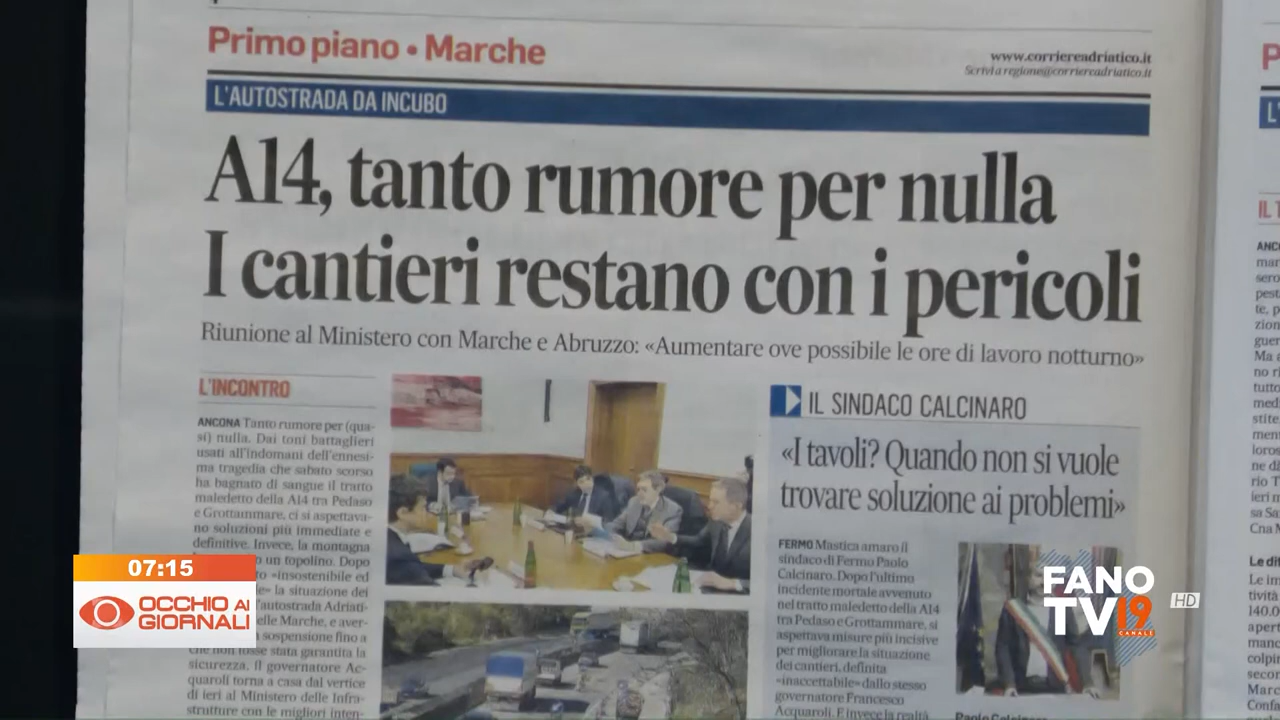 Primo piano • Marche
www.corriereadriatico.it
Scrivi a regione@corriereadriatico.it
L'AUTOSTRADA DA INCUBO
A14, tanto rumore per nulla
I cantieri restano con i pericoli
Riunione al Ministero con Marche e Abruzzo: «Aumentare ove possibile le ore di lavoro notturno»
L'INCONTRO
ANCONA Tanto rumore per (qua-
si) nulla. Dai toni battaglieri
usati all'indomani dell'ennesi-
ma tragedia che sabato scorso
ha bagnato di sangue il tratto
maledetto della A14 tra Pedaso
e Grottammare, ci si aspettava-
no soluzioni più immediate e
definitive. Invece, la montagna
un topolino. Dopo
«insostenibile ed
la situazione dei
l'autostrada Adriati-
elle Marche, e aver-
sospensione fino a
che non fosse stata garantita la
sicurezza, il governatore Ac-
quaroli torna a casa dal vertice
di ieri al Ministero delle Infra-
strutture con le migliori inten-
IL SINDACO CALCINARO
«I tavoli? Quando non si vuole
trovare soluzione ai problemi»
FERMO Mastica amaro il
sindaco di Fermo Paolo
Calcinaro. Dopo l'ultimo
incidente mortale avvenuto
nel tratto maledetto della A14
tra Pedaso e Grottammare, si
aspettava misure più incisive
per migliorare la situazione
dei cantieri, definita
«inaccettabile» dallo stesso
governatore Francesco
Acquaroli. E invece la realtà
Paolo Calcinaro
07:15
OCCHIO AI
GIORNALI
FANO
TV19
CANALE
HD